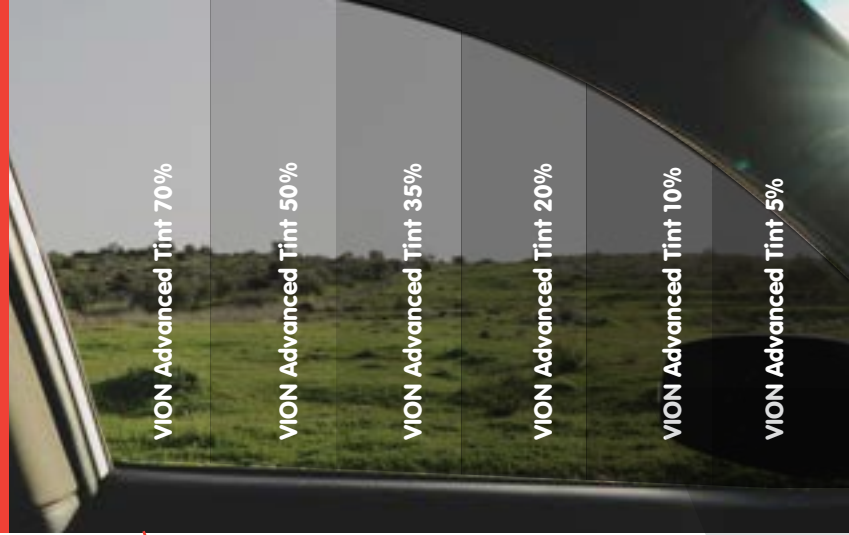 VION Advanced Tint 70%
VION Advanced Tint 50%
VION Advanced Tint 35%
VION Advanced Tint 20%
VION Advanced Tint 10%
VION Advanced Tint 5%